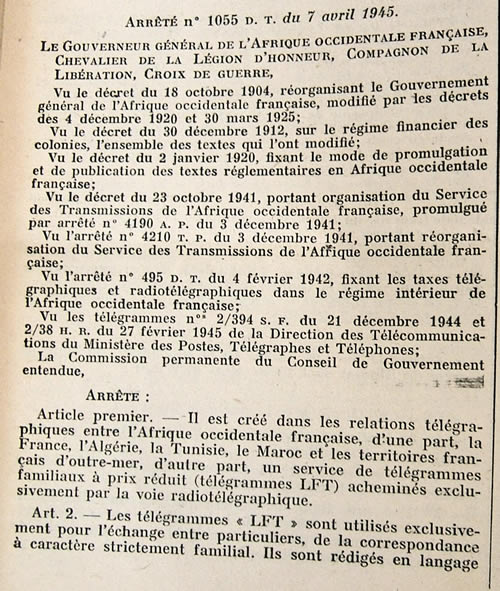 ARRÊTÉ n° 1055 D. T. du 7 avril 1945.
LE GOUVERNEUR GÉNÉRAL DE L'AFRIQUE OCCIDENTALE FRANÇAISE,
CHEVALIER DE LA LÉGION D'HONNEUR, COMPAGNON DE LA
LIBÉRATION, CROIX DE GUERRE,
Vu le décret du 18 octobre 1904, réorganisant le Gouvernement
général de l'Afrique occidentale française, modifié par les décrets
des 4 décembre 1920 et 30 mars 1925;
Vu le décret du 30 décembre 1912, sur le régime financier des
colonies, l'ensemble des textes qui l'ont modifié;
Vu le décret du 2 janvier 1920, fixant le mode de promulgation
et de publication des textes réglementaires en Afrique occidentale
française;
Vu le décret du 23 octobre 1941, portant organisation du Service
des Transmissions de l'Afrique occidentale française, promulgué
par arrêté n° 4190 A. P. du 3 décembre 1941;
Vu l'arrêté n° 4210 T. P. du 3 décembre 1941, portant réorgani-
sation du Service des Transmissions de l'Afrique occidentale fran-
çaise;
Vu l'arrêté n° 495 D. T. du 4 février 1942, fixant les taxes télé-
graphiques et radiotélégraphiques dans le régime intérieur de
l'Afrique occidentale française;
Vu les télégrammes nos 2/394 S. F. du 21 décembre 1944 et
2/38 H. R. du 27 février 1945 de la Direction des Télécommunica-
tions du Ministère des Postes, Télégraphes et Téléphones;
La Commission permanente du Conseil de Gouvernement
entendue,
ARRÊTE :
Article premier. — Il est créé dans les relations télégra-
phiques entre l'Afrique occidentale française, d'une part, la
France, l'Algérie, la Tunisie, le Maroc et les territoires fran-
çais d'outre-mer, d'autre part, un service de télégrammes
familiaux à prix réduit (télégrammes LFT) acheminés exclu-
sivement par la voie radiotélégraphique.
Art. 2. — Les télégrammes « LFT » sont utilisés exclusive-
ment pour l'échange entre particuliers, de la correspondance
à caractère strictement familial. Ils sont rédigés en langage